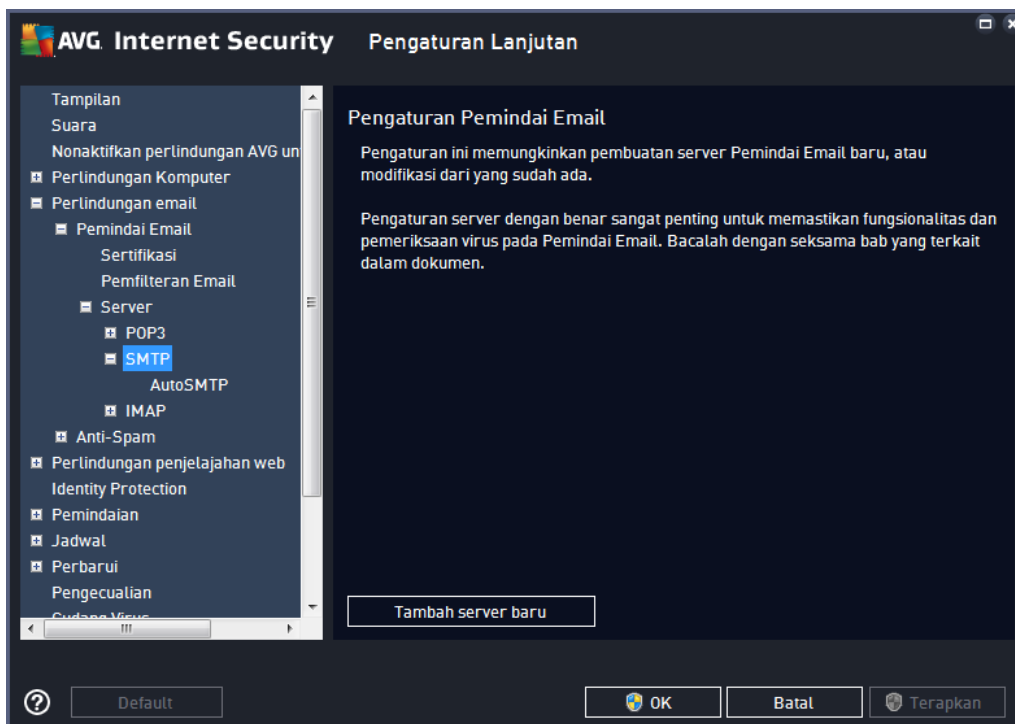 AVG. Internet Security Pengaturan Lanjutan
Tampilan
Suara
Nonaktifkan perlindungan AVG un
Perlindungan Komputer
Perlindungan email
Pemindai Email
Sertifikasi
Pemfilteran Email
Server
POP3
SMTP
AutoSMTP
IMAP
Anti-Spam
Perlindungan penjelajahan web
Identity Protection
Pemindaian
Jadwal
Perbarui
Pengecualian
Gudang Virus
Pengaturan Pemindai Email
Pengaturan ini memungkinkan pembuatan server Pemindai Email baru, atau
modifikasi dari yang sudah ada.
Pengaturan server dengan benar sangat penting untuk memastikan fungsionalitas dan
pemeriksaan virus pada Pemindai Email. Bacalah dengan seksama bab yang terkait
dalam dokumen.
Tambah server baru
Default
OK
Batal
Terapkan